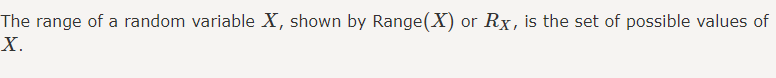 The range of a random variable X, shown by Range(X) or R_X, is the set of possible values of
X.